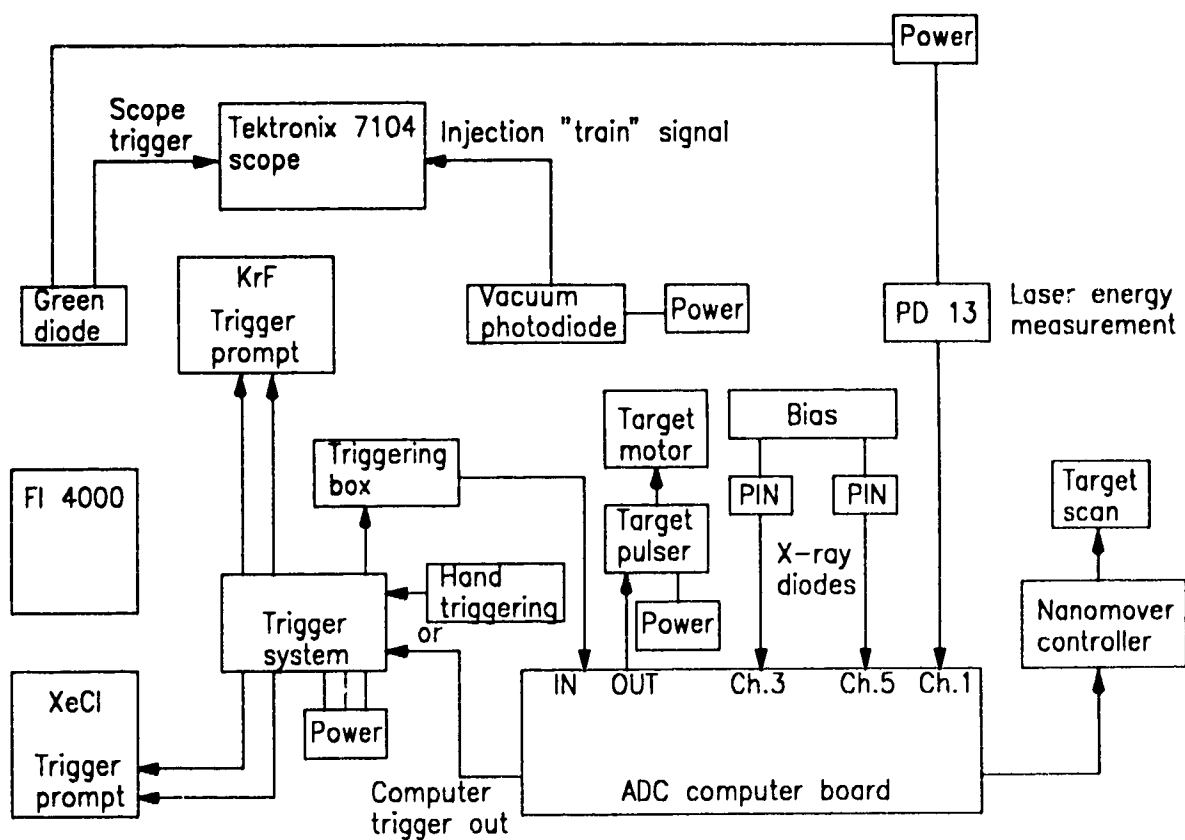 Power
Scope
trigger
Tektronix 7104
scope
Injection "train" signal
KrF
Trigger
prompt
Green
diode
Vacuum
photodiode
Power
PD 13
Laser energy
measurement
Target
motor
Bias
Triggering
box
PIN
PIN
FI 4000
Target
pulser
X-ray
diodes
Target
scan
Hand
triggering
Power
Nanomover
controller
Trigger
system
or
IN
OUT
Ch.3
Ch.5
Ch.1
XeCl
Trigger
prompt
Power
Computer
trigger out
ADC computer board